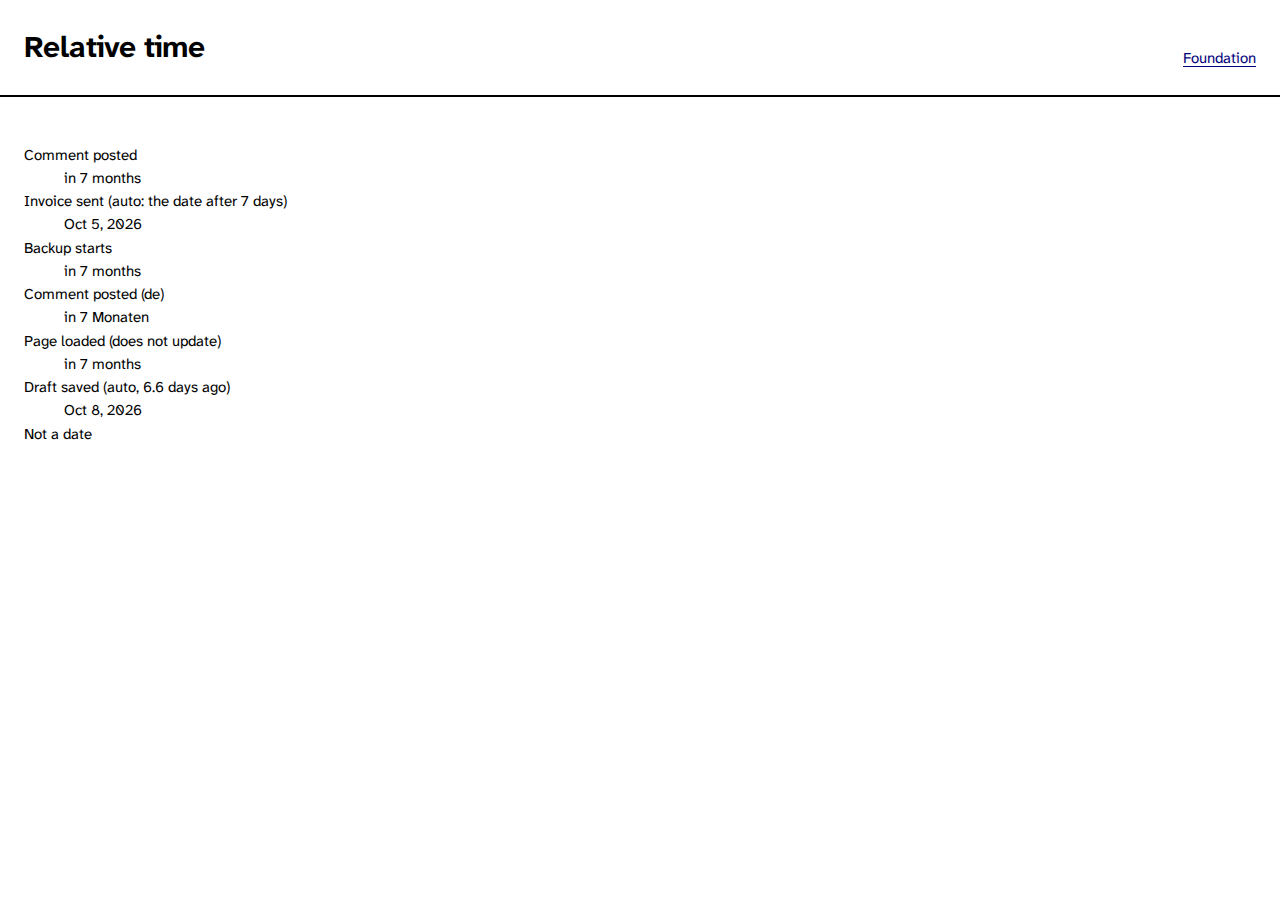 Relative time
Foundation
Comment posted
in 7 months
Invoice sent (auto: the date after 7 days)
Oct 5, 2026
Backup starts
in 7 months
Comment posted (de)
in 7 Monaten
Page loaded (does not update)
in 7 months
Draft saved (auto, 6.6 days ago)
Oct 8, 2026
Not a date